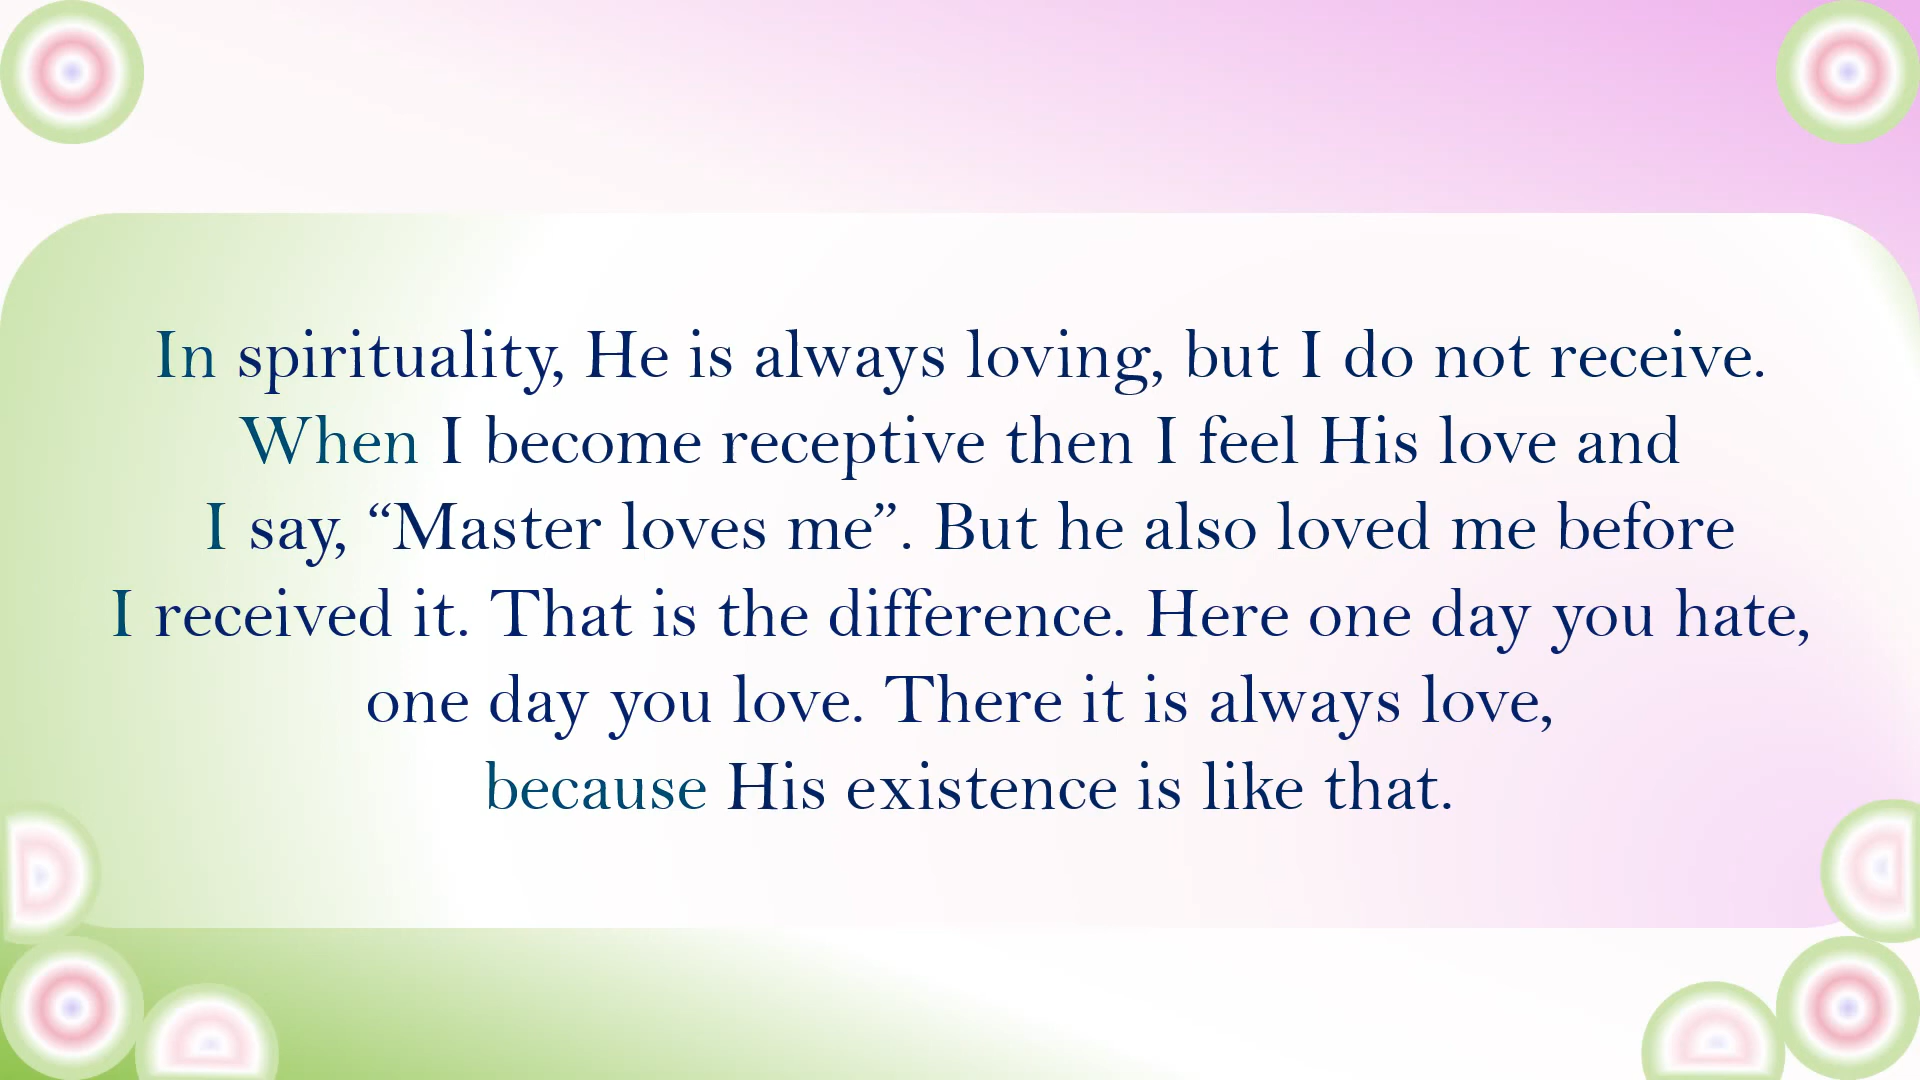 In spirituality, He is always loving, but I do not receive.
When I become receptive then I feel His love and
I say, “Master loves me”. But he also loved me before
I received it. That is the difference. Here one day you hate,
one day you love. There it is always love,
because His existence is like that.